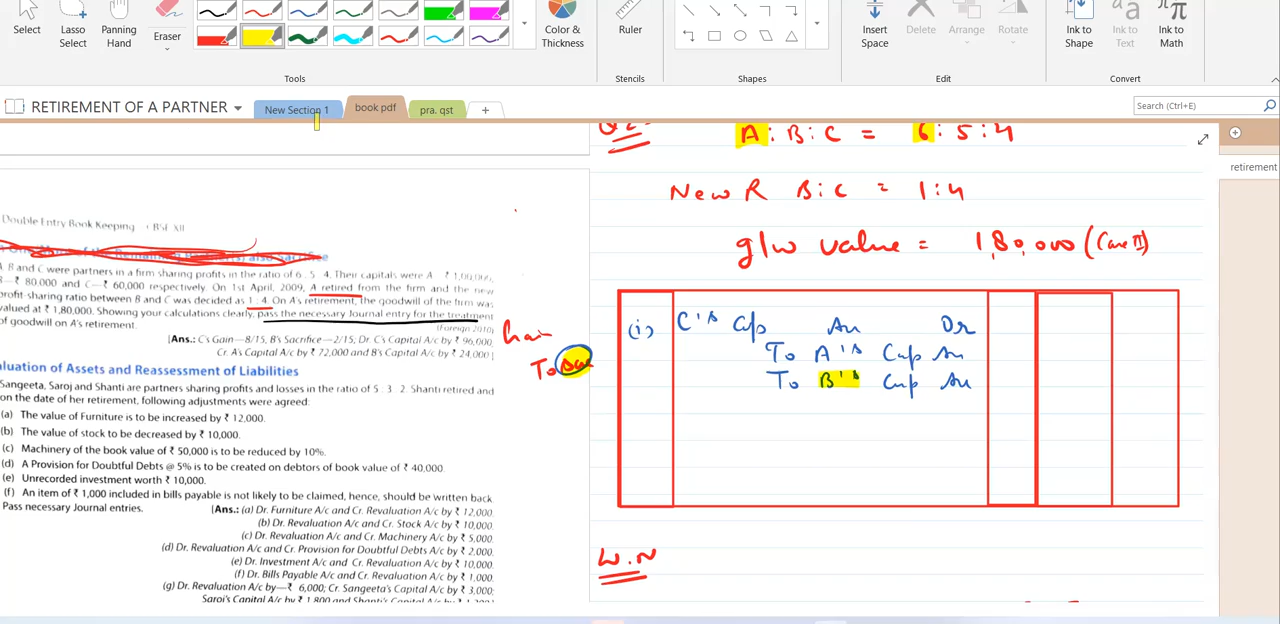 Select
Lasso Select
Panning Hand
Eraser
Color & Thickness
Ruler
Insert Space
Delete
Arrange
Rotate
Ink to Shape
Ink to Text
Ink to Math
Tools
Stencils
Shapes
Edit
Convert
RETIREMENT OF A PARTNER
New Section 1
book pdf
pra. qst
+
Search (Ctrl+E)
retirement
Double Entry Book Keeping CBSE XII
also Sacrifice
A B and C were partners in a firm sharing profits in the ratio of 6 . 5 4. Their capitals were A ₹ 1,00,000,
B—₹ 80,000 and C—₹ 60,000 respectively. On 1st April, 2009, A retired from the firm and the new
profit-sharing ratio between B and C was decided as 1 : 4. On A's retirement, the goodwill of the firm was
valued at ₹ 1,80,000. Showing your calculations clearly, pass the necessary Journal entry for the treatment
of goodwill on A's retirement.
(Foreign 2010)
[Ans.: C's Gain—8/15, B's Sacrifice—2/15, Dr. C's Capital A/c by ₹ 96,000,
Cr. A's Capital A/c by ₹ 72,000 and B's Capital A/c by ₹ 24,000]
luation of Assets and Reassessment of Liabilities
Sangeeta, Saroj and Shanti are partners sharing profits and losses in the ratio of 5 . 3 . 2. Shanti retired and
on the date of her retirement, following adjustments were agreed:
(a) The value of Furniture is to be increased by ₹ 12,000.
(b) The value of stock to be decreased by ₹ 10,000.
(c) Machinery of the book value of ₹ 50,000 is to be reduced by 10%.
(d) A Provision for Doubtful Debts @ 5% is to be created on debtors of book value of ₹ 40,000.
(e) Unrecorded investment worth ₹ 10,000.
(f) An item of ₹ 1,000 included in bills payable is not likely to be claimed, hence, should be written back
Pass necessary Journal entries.
[Ans.: (a) Dr. Furniture A/c and Cr. Revaluation A/c by ₹ 12,000;
(b) Dr. Revaluation A/c and Cr. Stock A/c by ₹ 10,000;
(c) Dr. Revaluation A/c and Cr. Machinery A/c by ₹ 5,000;
(d) Dr. Revaluation A/c and Cr. Provision for Doubtful Debts A/c by ₹ 2,000;
(e) Dr. Investment A/c and Cr. Revaluation A/c by ₹ 10,000;
(f) Dr. Bills Payable A/c and Cr. Revaluation A/c by ₹ 1,000;
(g) Dr. Revaluation A/c by—₹ 6,000; Cr. Sangeeta's Capital A/c by ₹ 3,000;
Saroj's Capital A/c by ₹ 1,800 and Shanti's Capital A/c by
To
A : B : C = 6 : 5 : 4
New R B : C = 1 : 4
g/w value = 1,80,000 (Case II)
(i) C's Cap Au Dr
To A's Cap Au
To B's Cap Au
W.N